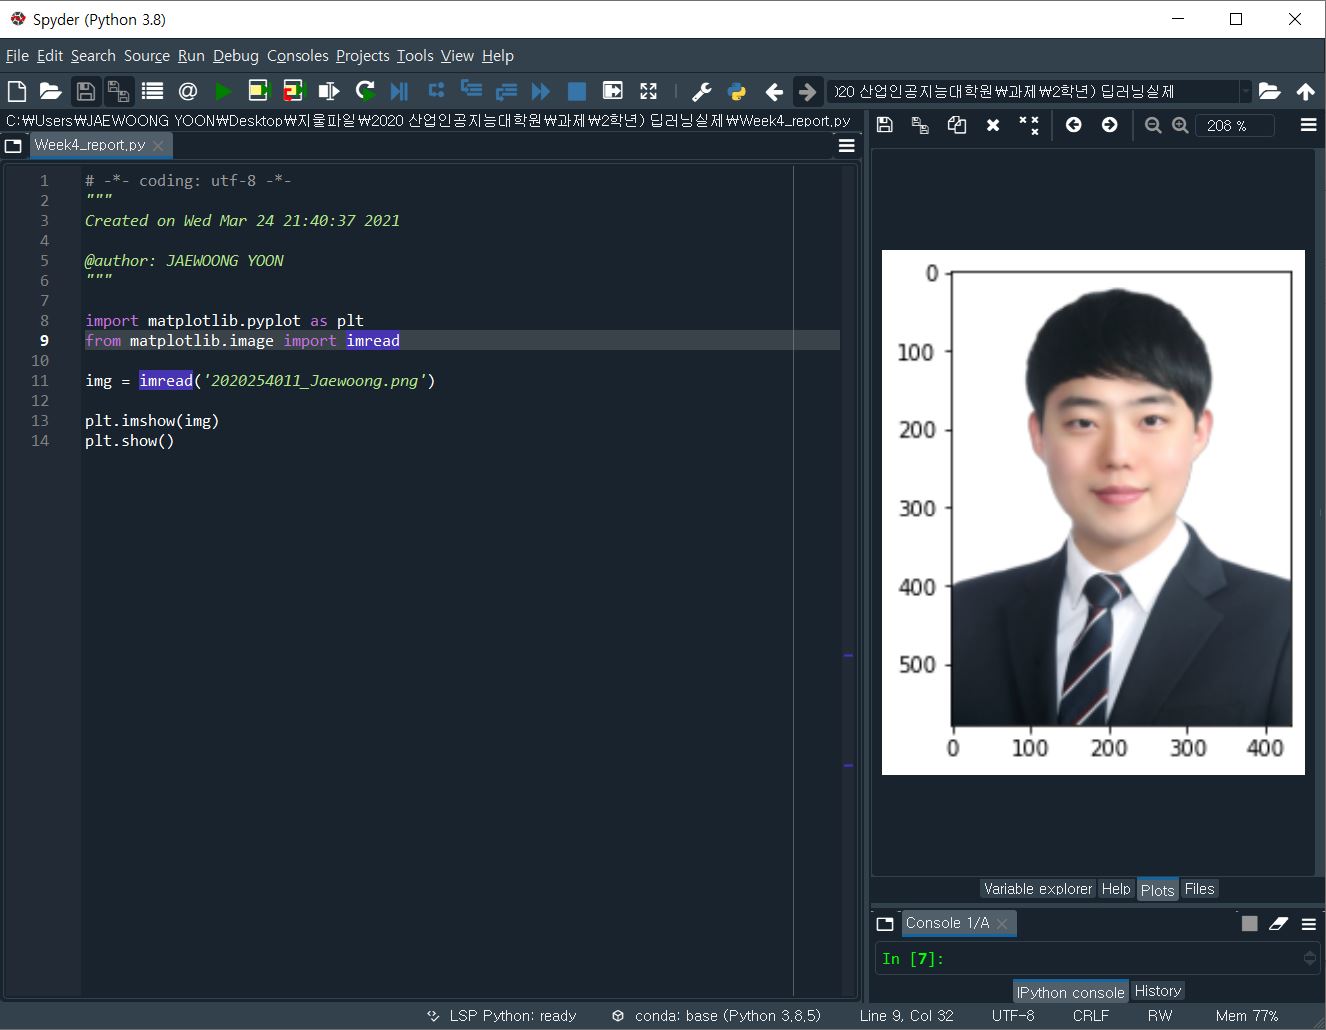 Spyder (Python 3.8)
File Edit Search Source Run Debug Consoles Projects Tools View Help
)20 산업인공지능대학원₩과제₩2학년) 딥러닝실제
C:₩Users₩JAEWOONG YOON₩Desktop₩지울파일₩2020 산업인공지능대학원₩과제₩2학년) 딥러닝실제₩Week4_report.py
208 %
Week4_report.py
1 # -*- coding: utf-8 -*-
2 """
3 Created on Wed Mar 24 21:40:37 2021
4
5 @author: JAEWOONG YOON
6 """
7
8 import matplotlib.pyplot as plt
9 from matplotlib.image import imread
10
11 img = imread('2020254011_Jaewoong.png')
12
13 plt.imshow(img)
14 plt.show()
0
100
200
300
400
500
0 100 200 300 400
Variable explorer Help Plots Files
Console 1/A
In [7]:
IPython console History
LSP Python: ready conda: base (Python 3.8.5) Line 9, Col 32 UTF-8 CRLF RW Mem 77%